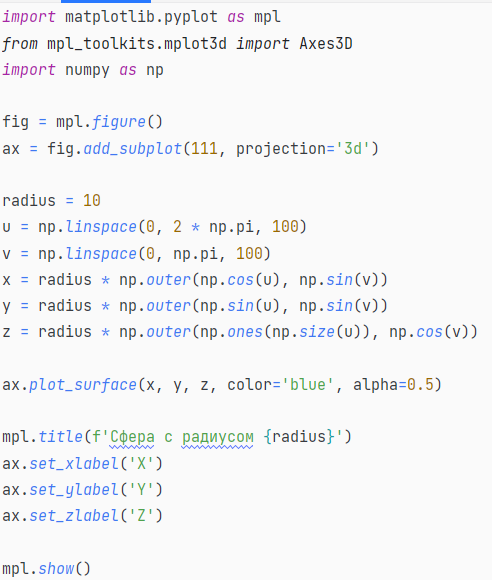 import matplotlib.pyplot as mpl
from mpl_toolkits.mplot3d import Axes3D
import numpy as np
fig = mpl.figure()
ax = fig.add_subplot(111, projection='3d')
radius = 10
u = np.linspace(0, 2 * np.pi, 100)
v = np.linspace(0, np.pi, 100)
x = radius * np.outer(np.cos(u), np.sin(v))
y = radius * np.outer(np.sin(u), np.sin(v))
z = radius * np.outer(np.ones(np.size(u)), np.cos(v))
ax.plot_surface(x, y, z, color='blue', alpha=0.5)
mpl.title(f'Сфера с радиусом {radius}')
ax.set_xlabel('X')
ax.set_ylabel('Y')
ax.set_zlabel('Z')
mpl.show()